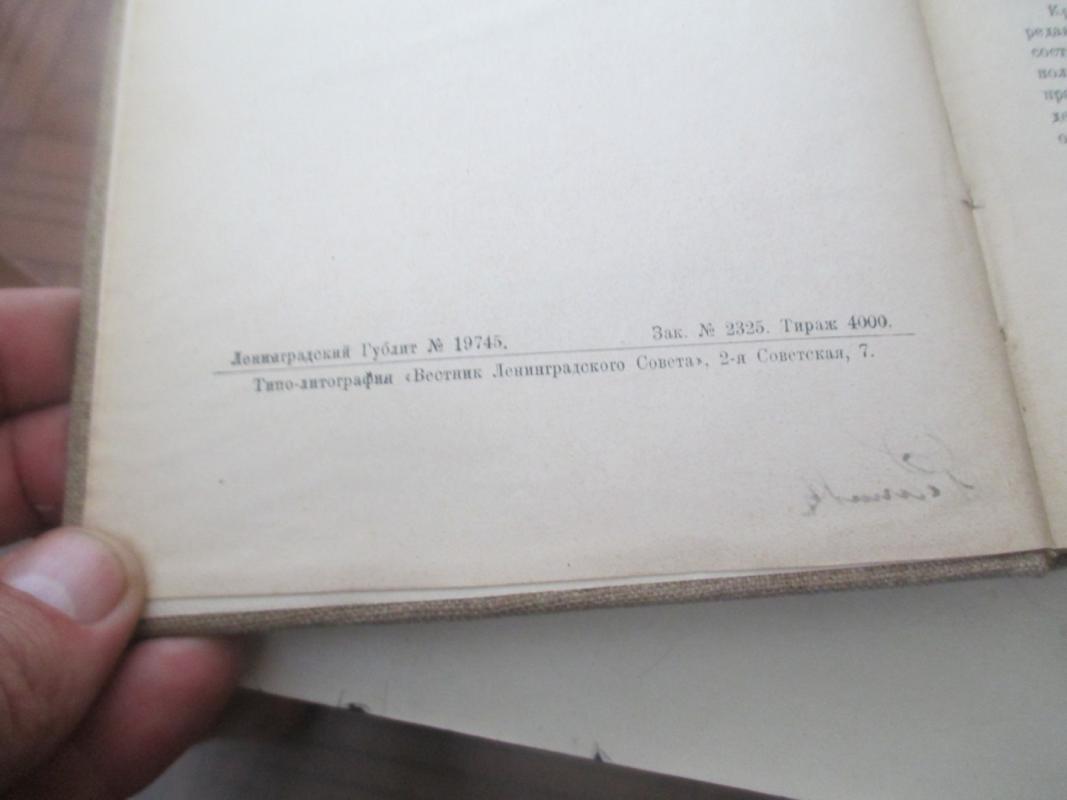 Ленинградский Гублит № 19745. Зак. № 2325. Тираж 4000.
Типо-литография «Вестник Ленинградского Совета», 2-я Советская, 7.